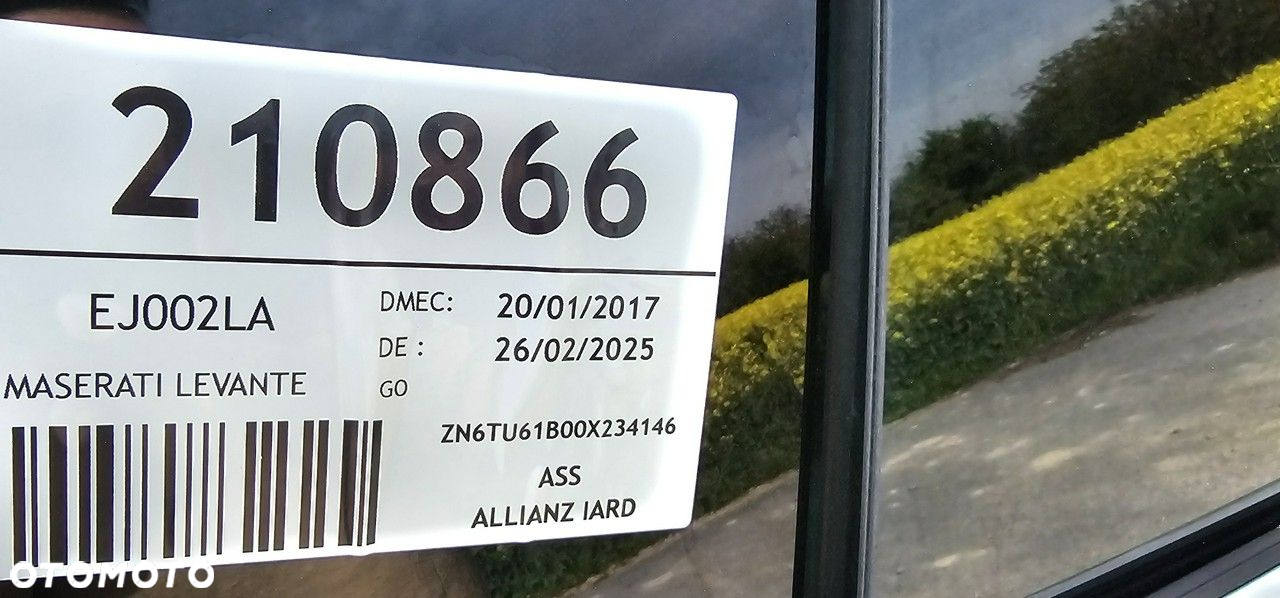 210866
EJ002LA
DMEC: 20/01/2017
DE : 26/02/2025
MASERATI LEVANTE
GO
ZN6TU61B00X234146
ASS
ALLIANZ IARD
OTOMOTO